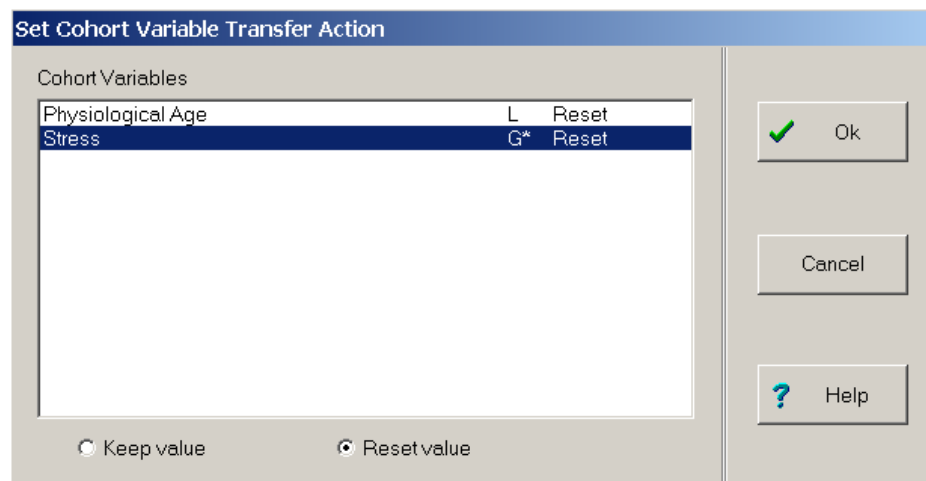 Set Cohort Variable Transfer Action
Cohort Variables
Physiological Age L Reset
Stress G* Reset
Keep value Reset value
Ok
Cancel
? Help